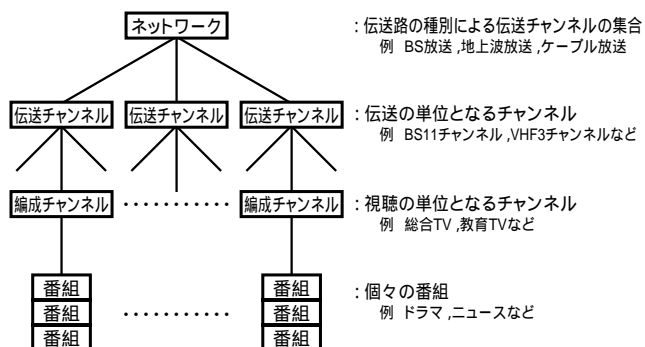 ネットワーク
:伝送路の種別による伝送チャンネルの集合
例 BS放送,地上波放送,ケーブル放送
伝送チャンネル 伝送チャンネル 伝送チャンネル
:伝送の単位となるチャンネル
例 BS11チャンネル,VHF3チャンネルなど
編成チャンネル ・・・・・・・・・・・ 編成チャンネル
:視聴の単位となるチャンネル
例 総合TV,教育TVなど
番組 番組
:個々の番組
番組 ・・・・・・・・・・・ 番組
例 ドラマ,ニュースなど
番組 番組